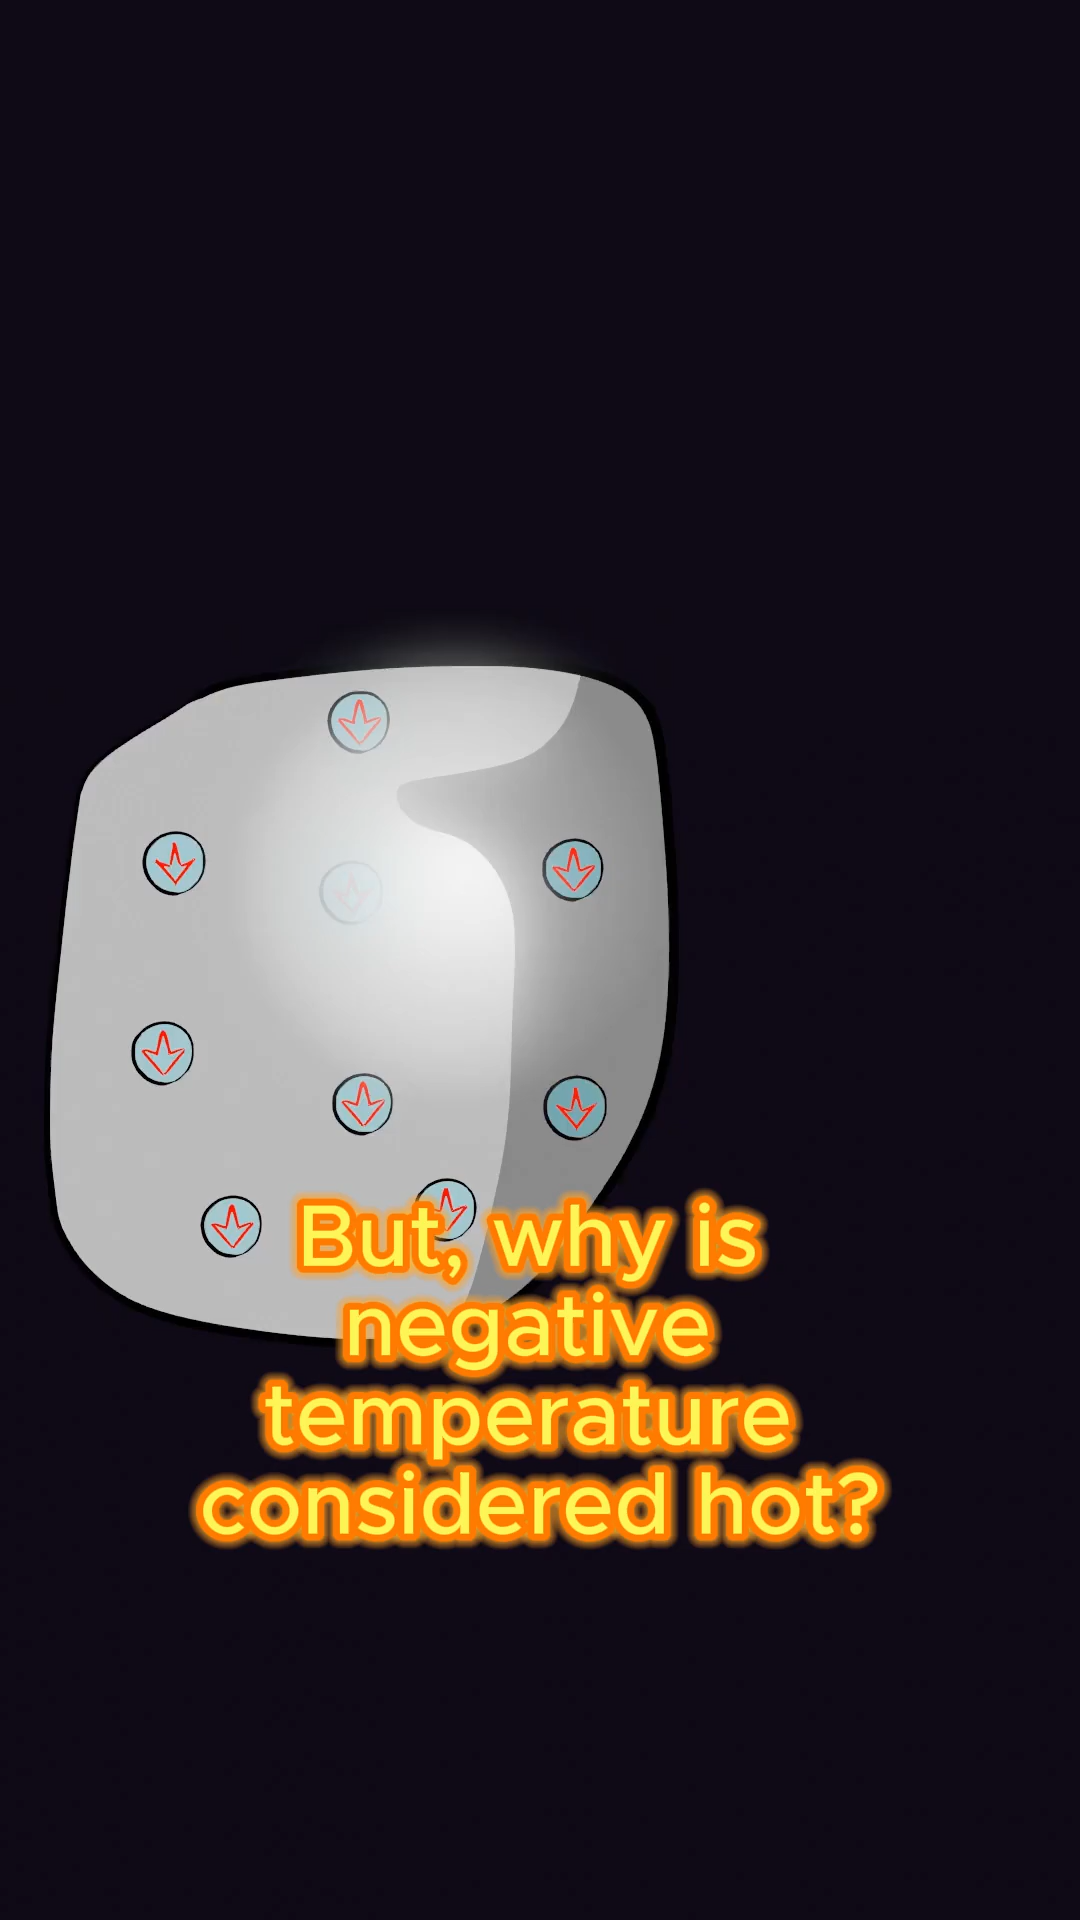 But, why is
negative
temperature
considered hot?